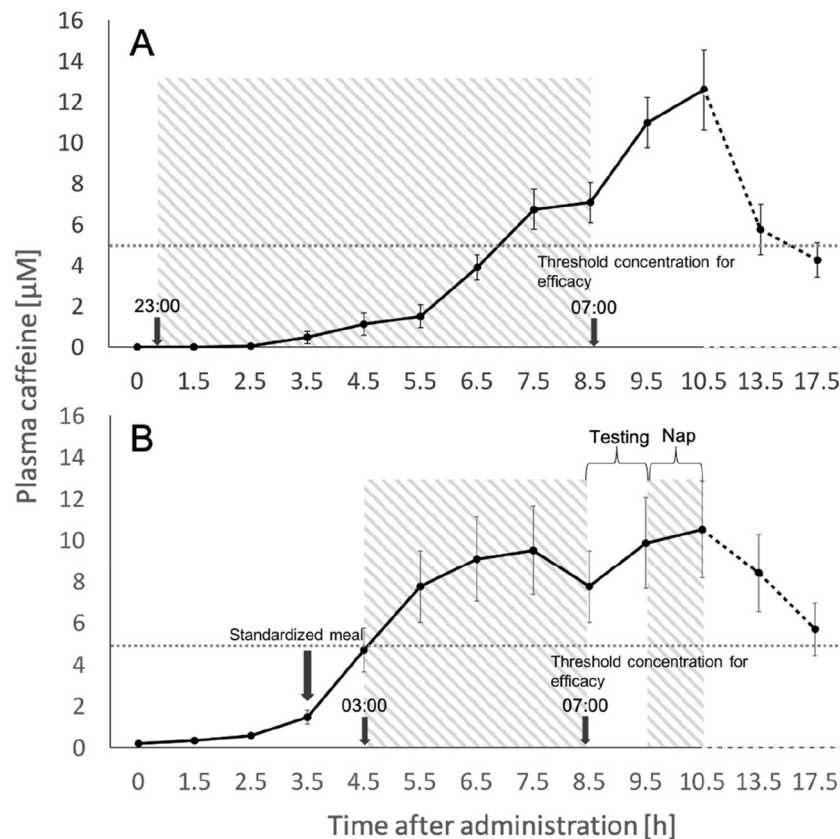 Plasma caffeine [µM]
A
16
14
12
10
8
6
4
2
0
23:00
Threshold concentration for
efficacy
07:00
0 1.5 2.5 3.5 4.5 5.5 6.5 7.5 8.5 9.5 10.5 13.5 17.5
B
16
14
12
10
8
6
4
2
0
Testing Nap
Standardized meal
Threshold concentration for
efficacy
03:00
07:00
0 1.5 2.5 3.5 4.5 5.5 6.5 7.5 8.5 9.5 10.5 13.5 17.5
Time after administration [h]